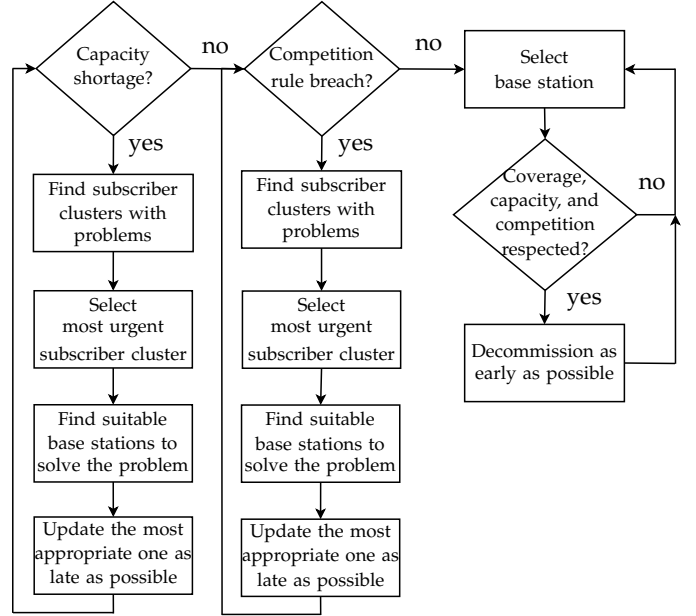 Capacity
shortage?
no
yes
Find subscriber
clusters with
problems
Select
most urgent
subscriber cluster
Find suitable
base stations to
solve the problem
Update the most
appropriate one as
late as possible
Competition
rule breach?
no
yes
Find subscriber
clusters with
problems
Select
most urgent
subscriber cluster
Find suitable
base stations to
solve the problem
Update the most
appropriate one as
late as possible
Select
base station
Coverage,
capacity, and
competition
respected?
no
yes
Decommission as
early as possible